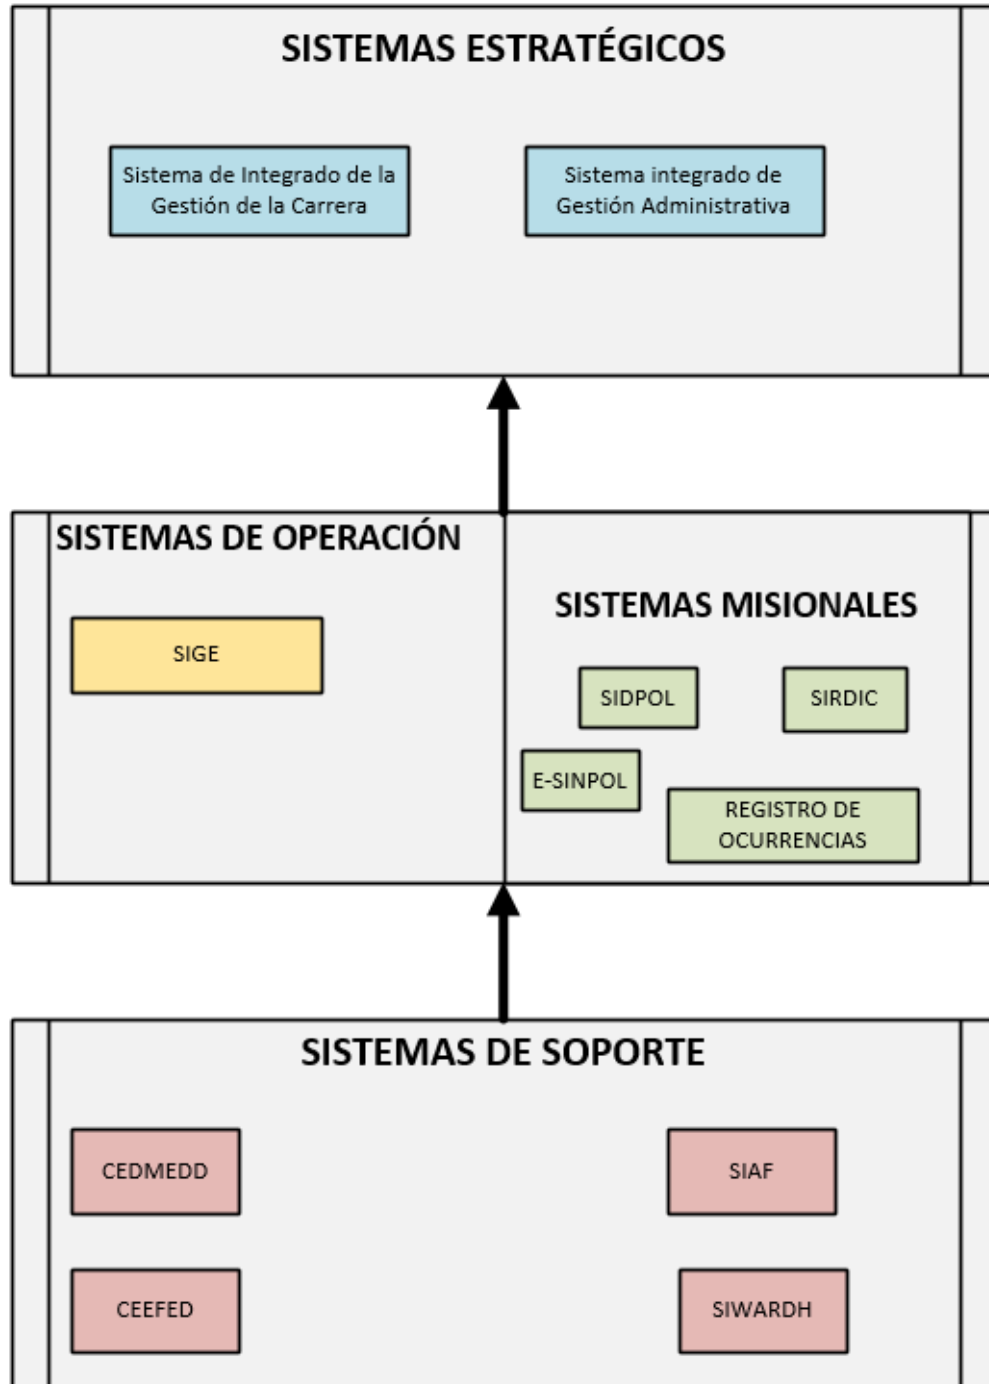 SISTEMAS ESTRATÉGICOS
Sistema de Integrado de la
Gestión de la Carrera
Sistema integrado de
Gestión Administrativa
SISTEMAS DE OPERACIÓN
SIGE
SISTEMAS MISIONALES
SIDPOL
SIRDIC
E-SINPOL
REGISTRO DE
OCURRENCIAS
SISTEMAS DE SOPORTE
CEDMEDD
SIAF
CEEFED
SIWARDH